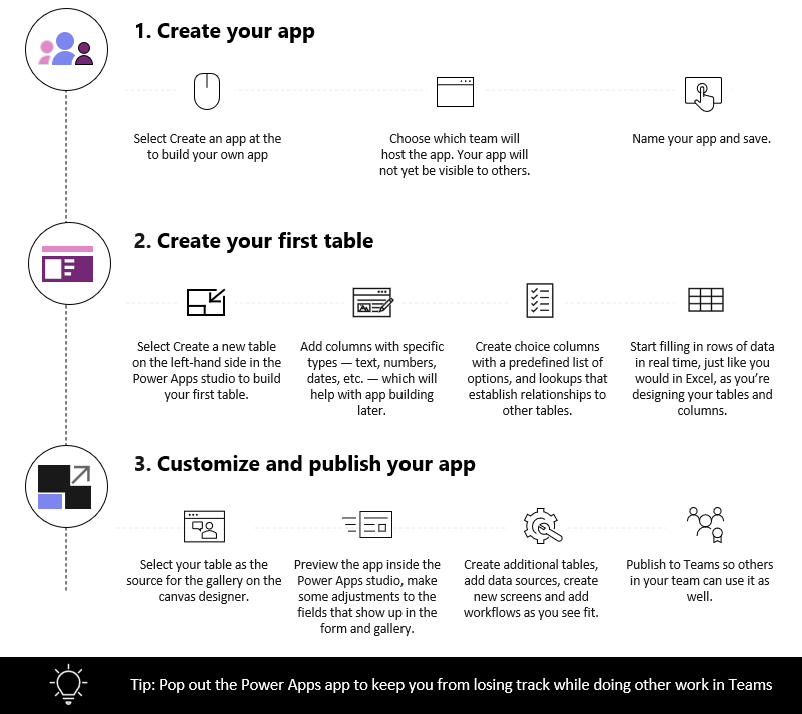 1. Create your app
Select Create an app at the
to build your own app
Choose which team will
host the app. Your app will
not yet be visible to others.
Name your app and save.
2. Create your first table
Select Create a new table
on the left-hand side in the
Power Apps studio to build
your first table.
Add columns with specific
types — text, numbers,
dates, etc. — which will
help with app building
later.
Create choice columns
with a predefined list of
options, and lookups that
establish relationships to
other tables.
Start filling in rows of data
in real time, just like you
would in Excel, as you’re
designing your tables and
columns.
3. Customize and publish your app
Select your table as the
source for the gallery on the
canvas designer.
Preview the app inside the
Power Apps studio, make
some adjustments to the
fields that show up in the
form and gallery.
Create additional tables,
add data sources, create
new screens and add
workflows as you see fit.
Publish to Teams so others
in your team can use it as
well.
Tip: Pop out the Power Apps app to keep you from losing track while doing other work in Teams